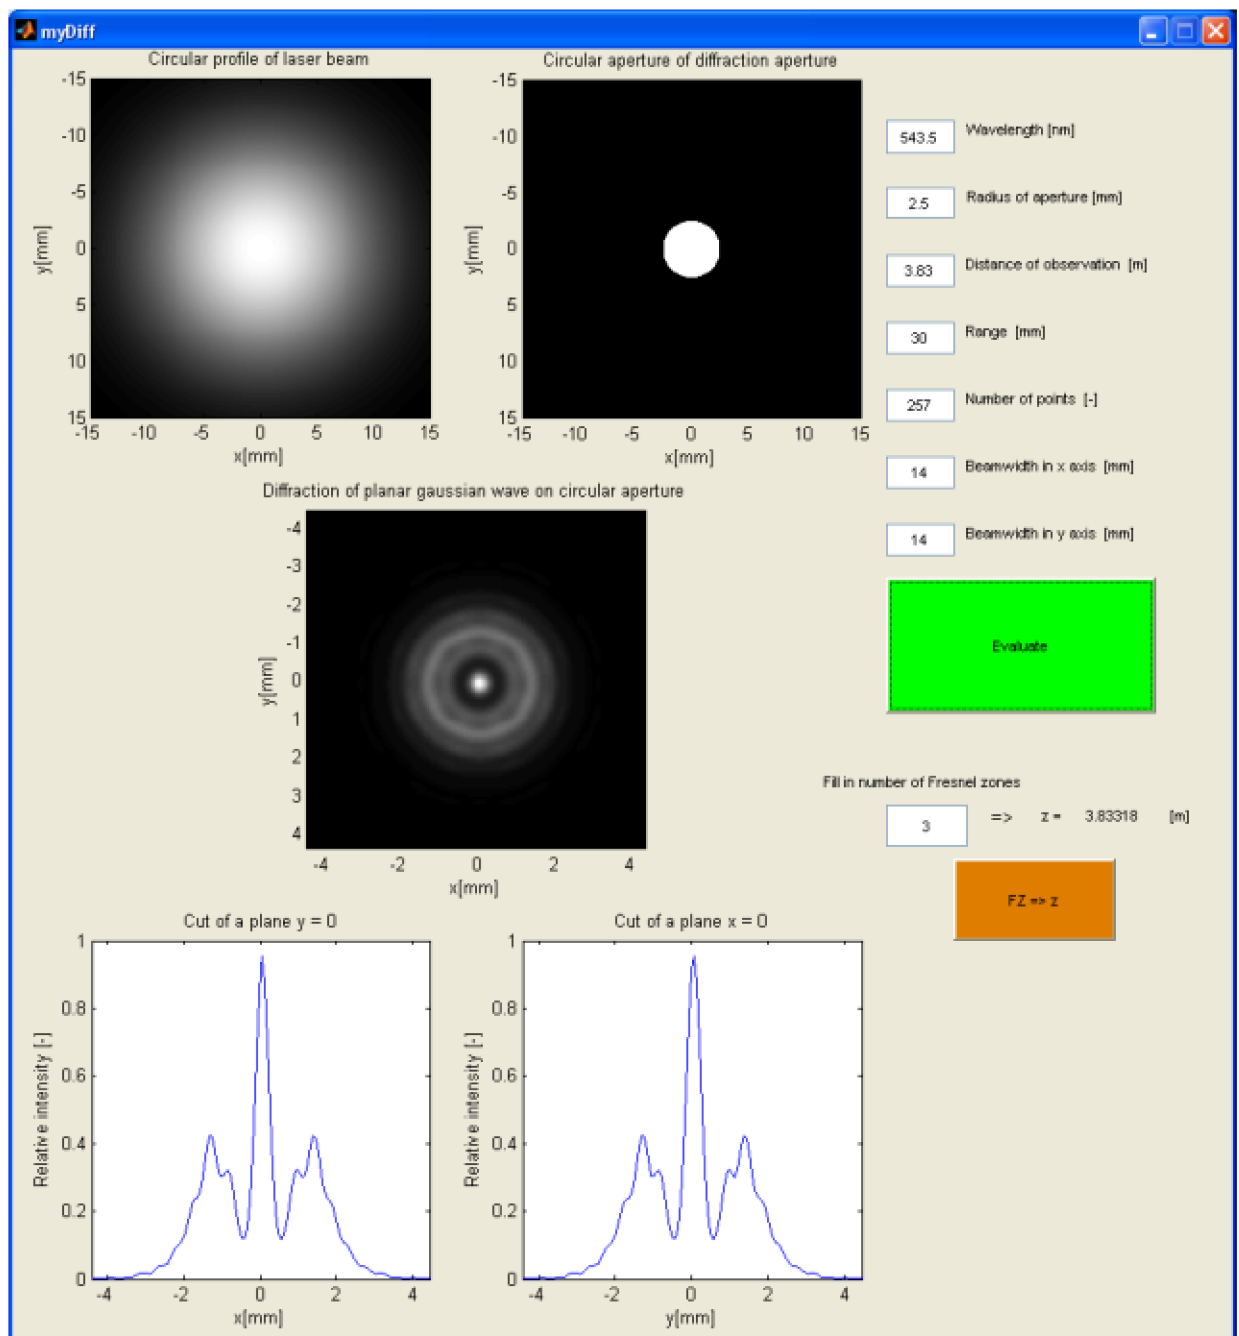 myDiff
Circular profile of laser beam
-15
-10
-5
0
5
10
15
y[mm]
-15 -10 -5 0 5 10 15
x[mm]
Circular aperture of diffraction aperture
-15
-10
-5
0
5
10
15
y[mm]
-15 -10 -5 0 5 10 15
x[mm]
543.5 Wavelength [nm]
2.5 Radius of aperture [mm]
3.83 Distance of observation [m]
30 Range [mm]
257 Number of points [-]
14 Beamwidth in x axis [mm]
14 Beamwidth in y axis [mm]
Evaluate
Diffraction of planar gaussian wave on circular aperture
-4
-3
-2
-1
0
1
2
3
4
y[mm]
-4 -2 0 2 4
x[mm]
Fill in number of Fresnel zones
3 => z = 3.83318 [m]
FZ => z
Cut of a plane y = 0
1
0.8
0.6
0.4
0.2
0
Relative intensity [-]
-4 -2 0 2 4
x[mm]
Cut of a plane x = 0
1
0.8
0.6
0.4
0.2
0
Relative intensity [-]
-4 -2 0 2 4
y[mm]